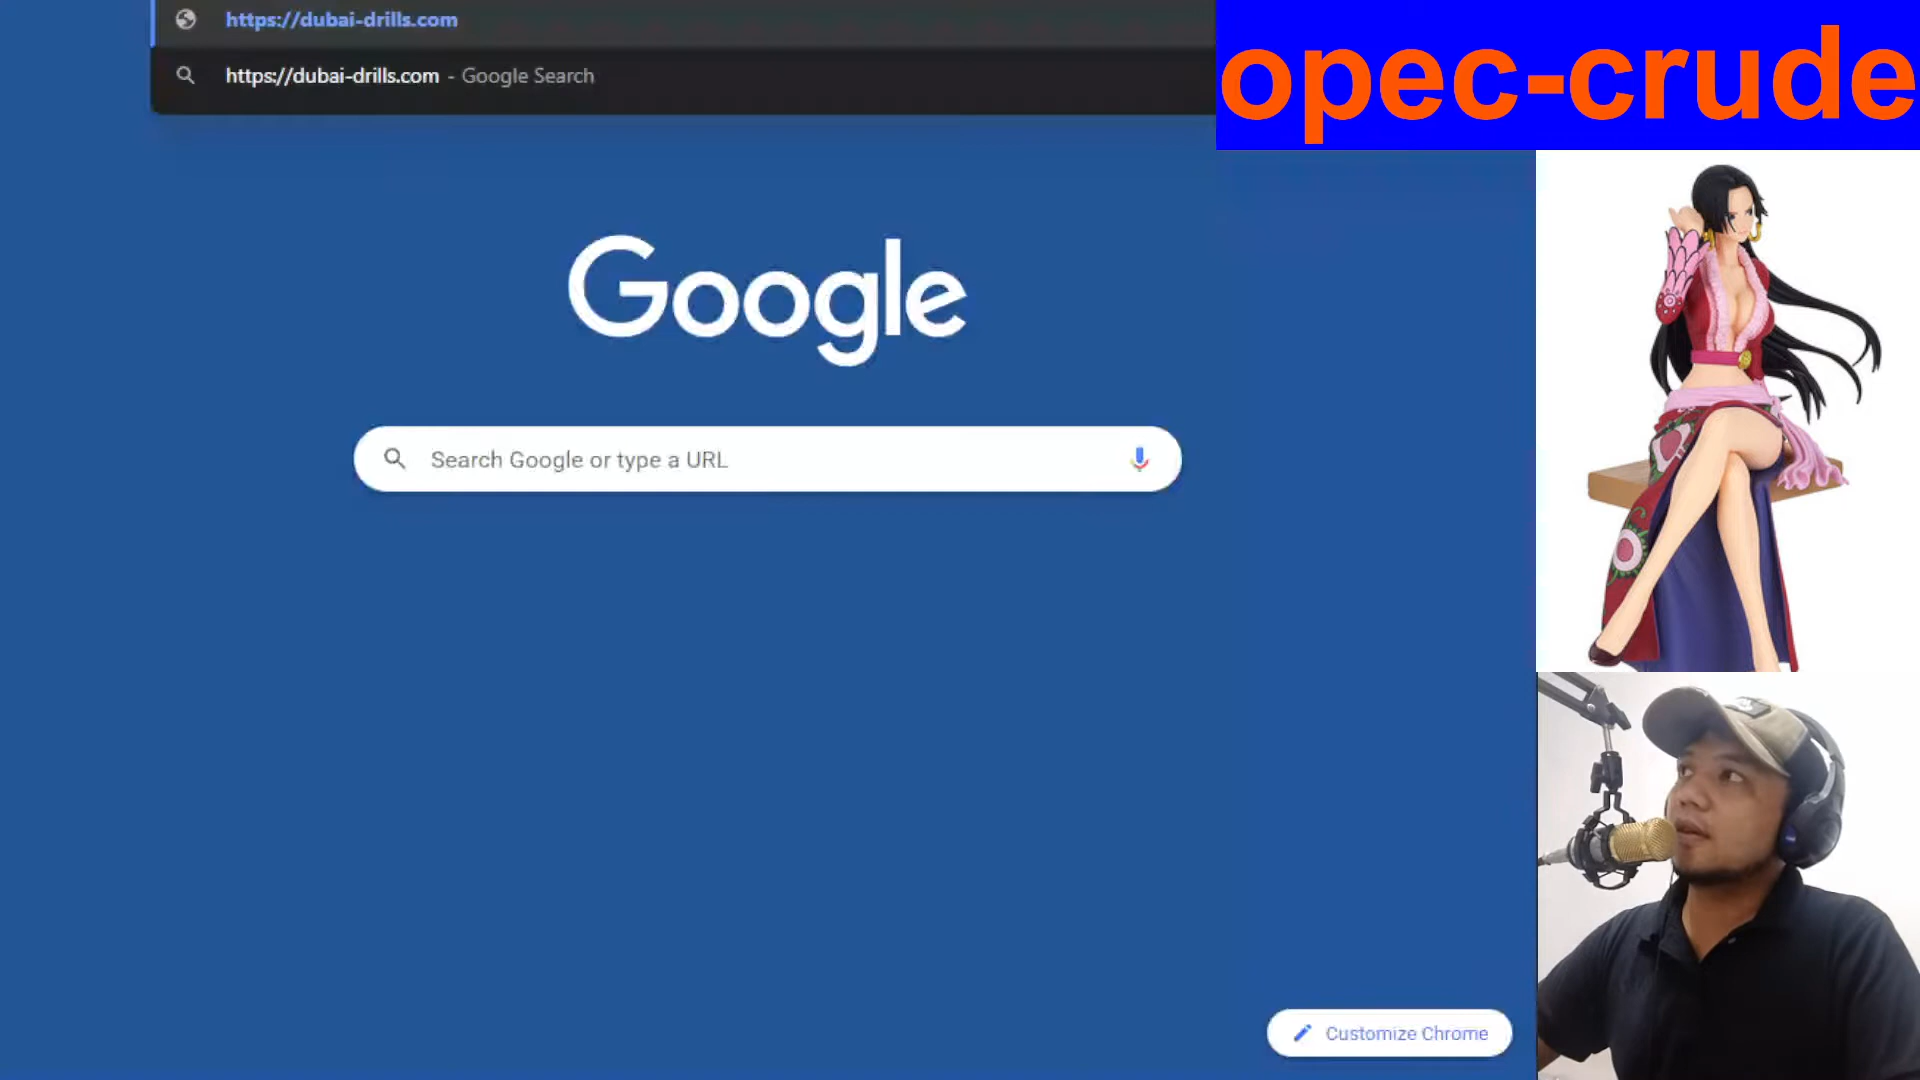 https://dubai-drills.com
https://dubai-drills.com - Google Search
opec-crude
Google
Search Google or type a URL
Customize Chrome